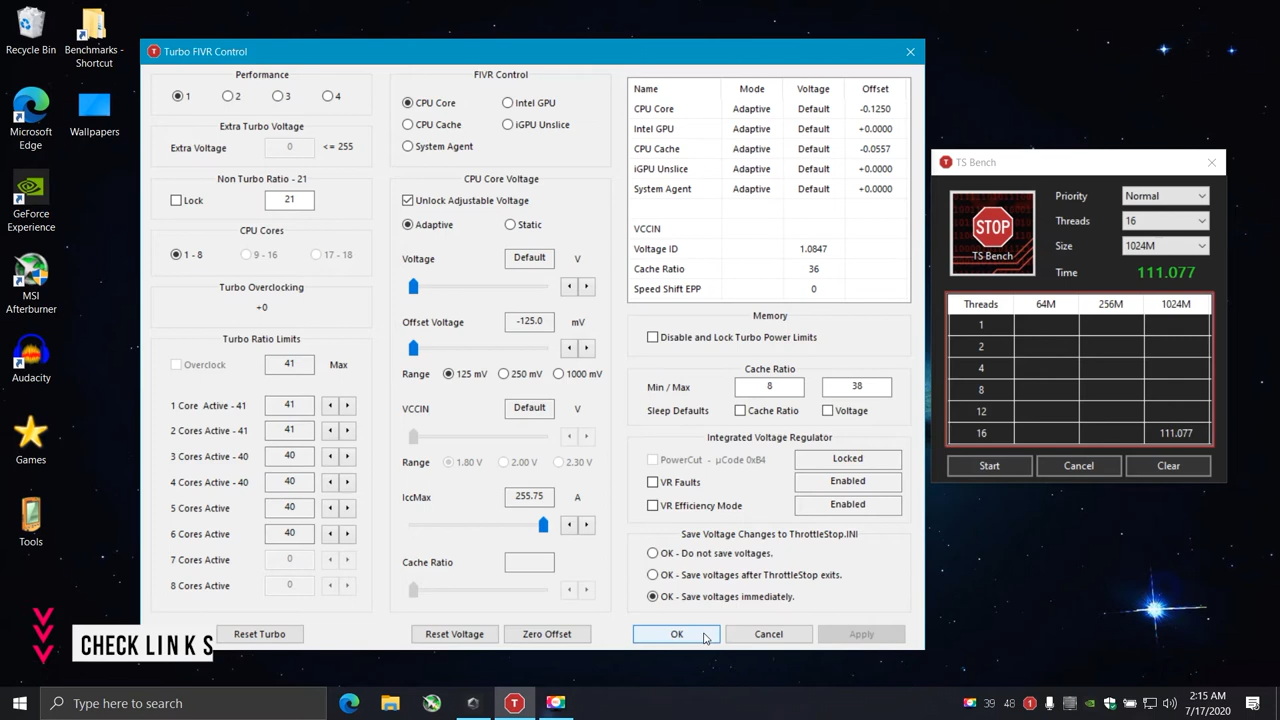 Recycle Bin
Benchmarks -
Shortcut
Microsoft
Edge
Wallpapers
GeForce
Experience
MSI
Afterburner
Audacity
Games
Tools
CHECK LINKS
T Turbo FIVR Control
Performance
1 2 3 4
Extra Turbo Voltage
Extra Voltage 0 <= 255
Non Turbo Ratio - 21
Lock 21
CPU Cores
1 - 8 9 - 16 17 - 18
Turbo Overclocking
+0
Turbo Ratio Limits
Overclock 41 Max
1 Core Active - 41 41
2 Cores Active - 41 41
3 Cores Active - 40 40
4 Cores Active - 40 40
5 Cores Active 40
6 Cores Active 40
7 Cores Active 0
8 Cores Active 0
Reset Turbo
FIVR Control
CPU Core Intel GPU
CPU Cache iGPU Unslice
System Agent
CPU Core Voltage
Unlock Adjustable Voltage
Adaptive Static
Voltage Default V
Offset Voltage -125.0 mV
Range 125 mV 250 mV 1000 mV
VCCIN Default V
Range 1.80 V 2.00 V 2.30 V
IccMax 255.75 A
Cache Ratio
Reset Voltage Zero Offset
Name Mode Voltage Offset
CPU Core Adaptive Default -0.1250
Intel GPU Adaptive Default +0.0000
CPU Cache Adaptive Default -0.0557
iGPU Unslice Adaptive Default +0.0000
System Agent Adaptive Default +0.0000
VCCIN
Voltage ID 1.0847
Cache Ratio 36
Speed Shift EPP 0
Memory
Disable and Lock Turbo Power Limits
Cache Ratio
Min / Max 8 38
Sleep Defaults Cache Ratio Voltage
Integrated Voltage Regulator
PowerCut - µCode 0xB4 Locked
VR Faults Enabled
VR Efficiency Mode Enabled
Save Voltage Changes to ThrottleStop.INI
OK - Do not save voltages.
OK - Save voltages after ThrottleStop exits.
OK - Save voltages immediately.
OK Cancel Apply
T TS Bench
STOP
TS Bench
Priority Normal
Threads 16
Size 1024M
Time 111.077
Threads 64M 256M 1024M
1
2
4
8
12
16 111.077
Start Cancel Clear
Type here to search
T
39 48 1
2:15 AM
7/17/2020